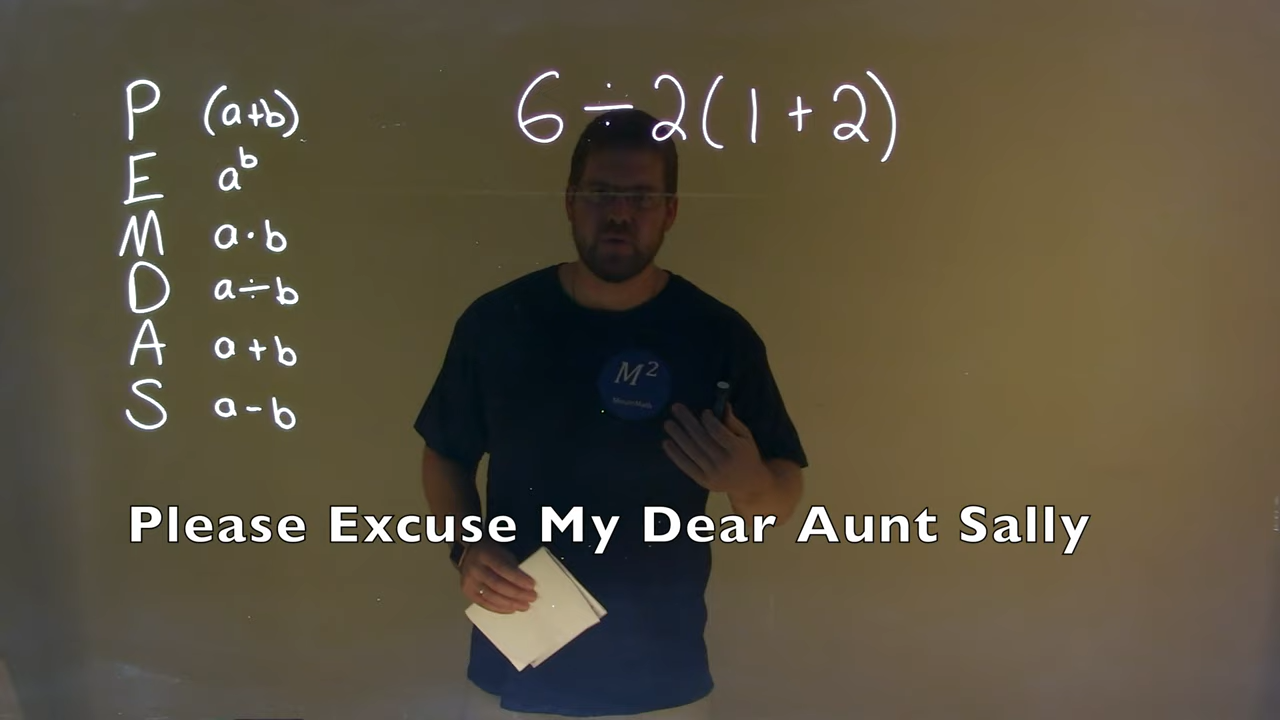 P (a+b)
E a^b
M a·b
D a÷b
A a+b
S a-b
6÷2(1+2)
M²
Please Excuse My Dear Aunt Sally